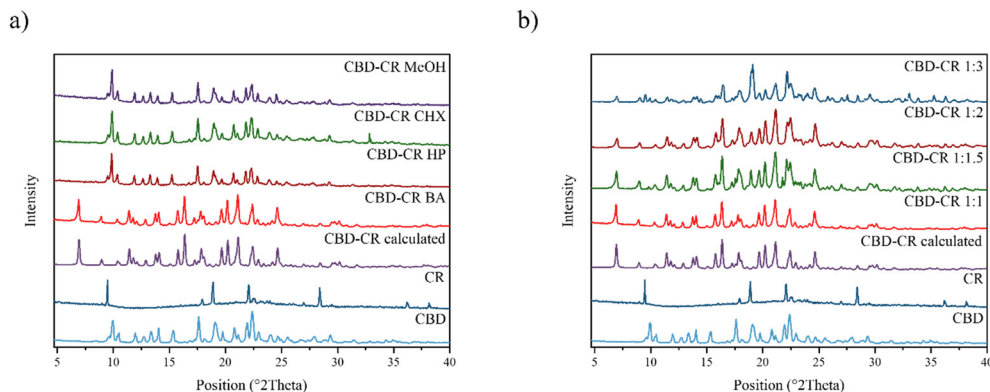 a)
CBD-CR MeOH
CBD-CR CHX
CBD-CR HP
CBD-CR BA
CBD-CR calculated
CR
CBD
Intensity
5 10 15 20 25 30 35 40
Position (°2Theta)
b)
CBD-CR 1:3
CBD-CR 1:2
CBD-CR 1:1.5
CBD-CR 1:1
CBD-CR calculated
CR
CBD
Intensity
5 10 15 20 25 30 35 40
Position (°2Theta)